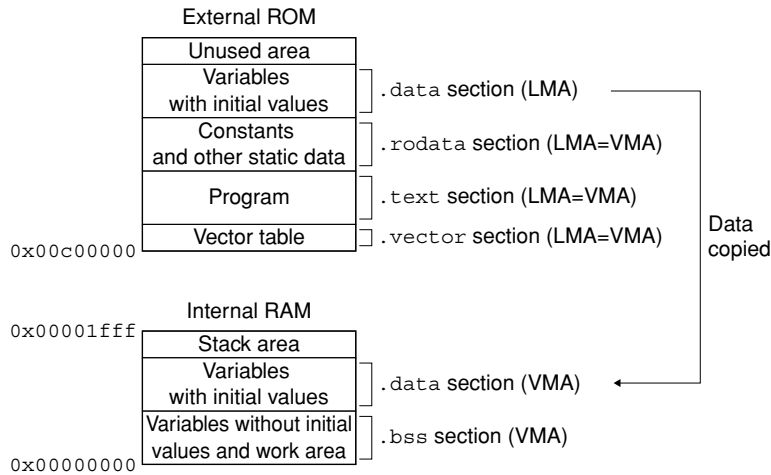 External ROM
Unused area
Variables
with initial values
.data section (LMA)
Constants
and other static data
.rodata section (LMA=VMA)
Program
.text section (LMA=VMA)
Vector table
.vector section (LMA=VMA)
0x00c00000
Data
copied
Internal RAM
0x00001fff
Stack area
Variables
with initial values
.data section (VMA)
Variables without initial
values and work area
.bss section (VMA)
0x00000000